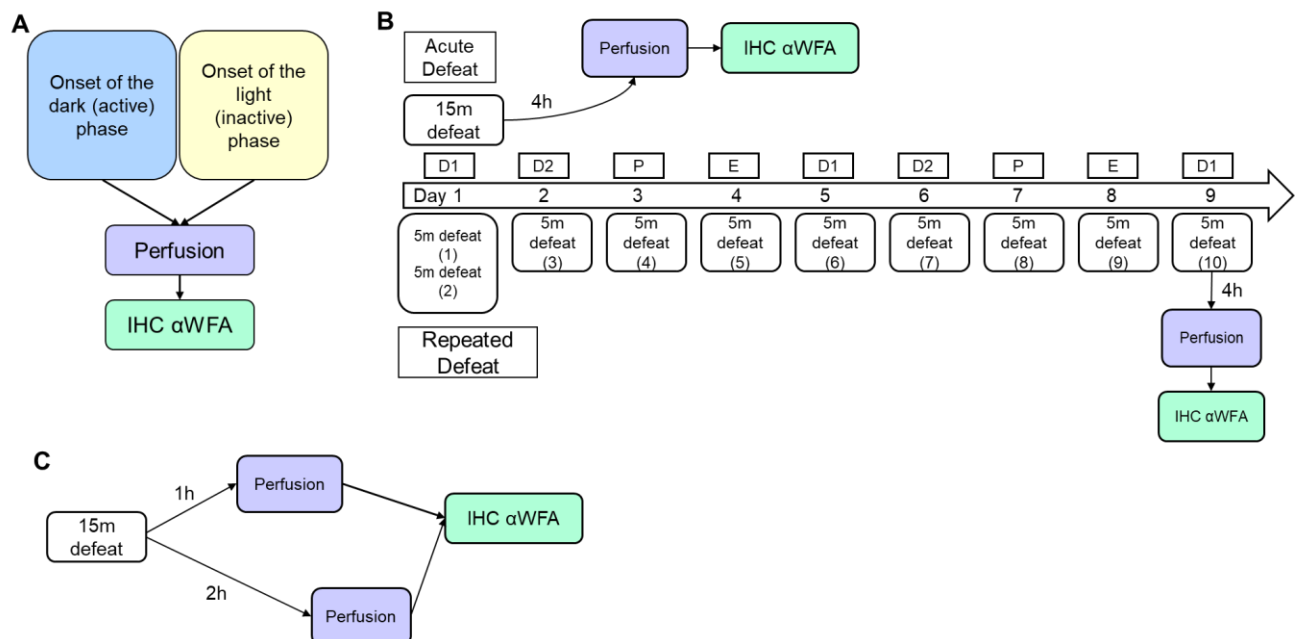 A
Onset of the
dark (active)
phase
Onset of the
light
(inactive)
phase
Perfusion
IHC αWFA
B
Acute
Defeat
15m
defeat
4h
Perfusion
IHC αWFA
D1
D2
P
E
D1
D2
P
E
D1
Day 1
2
3
4
5
6
7
8
9
5m defeat
(1)
5m defeat
(2)
5m
defeat
(3)
5m
defeat
(4)
5m
defeat
(5)
5m
defeat
(6)
5m
defeat
(7)
5m
defeat
(8)
5m
defeat
(9)
5m
defeat
(10)
4h
Repeated
Defeat
Perfusion
IHC αWFA
C
15m
defeat
1h
Perfusion
2h
Perfusion
IHC αWFA